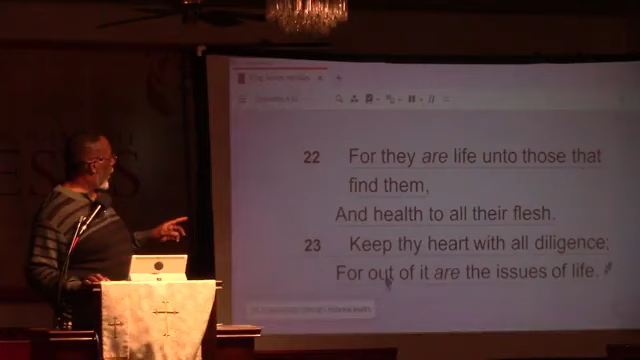 22 For they are life unto those that
find them,
And health to all their flesh.
23 Keep thy heart with all diligence;
For out of it are the issues of life.